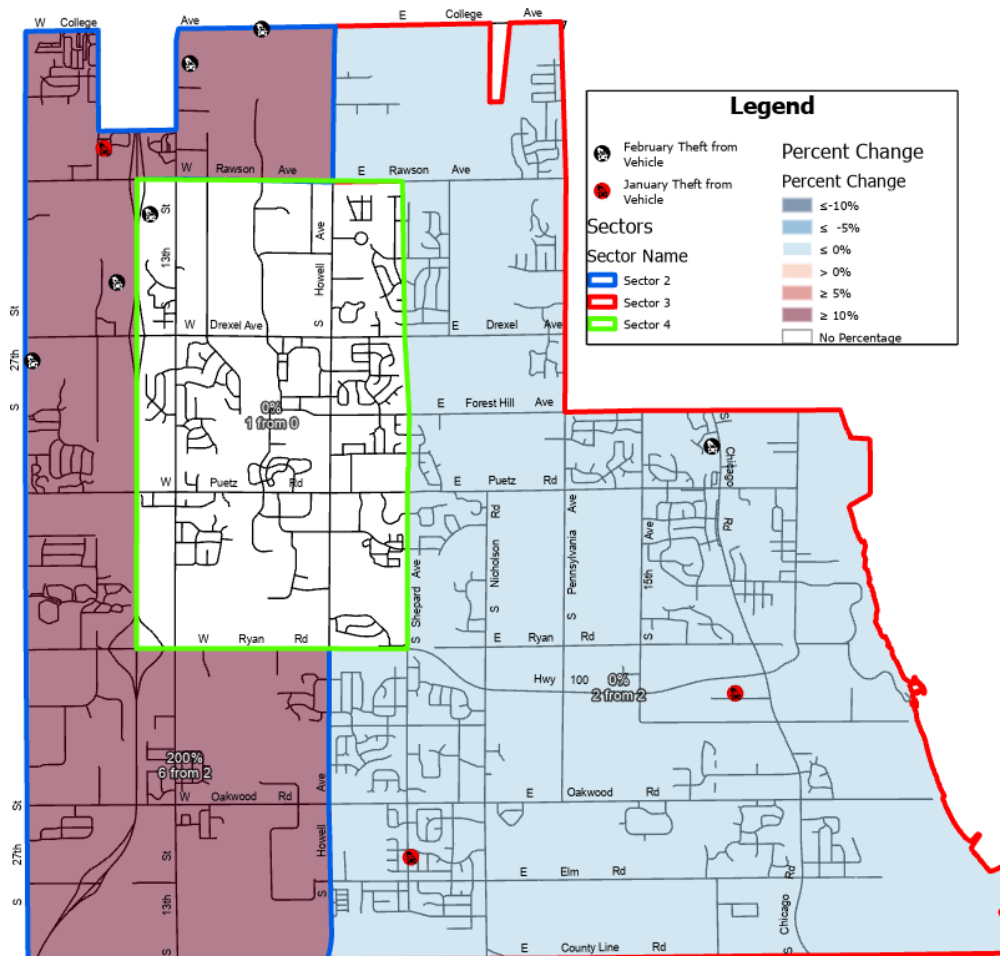 W College Ave
E College Ave
Legend
February Theft from
Vehicle
January Theft from
Vehicle
Sectors
Sector Name
Sector 2
Sector 3
Sector 4
Percent Change
Percent Change
≤-10%
≤ -5%
≤ 0%
> 0%
≥ 5%
≥ 10%
No Percentage
W Rawson Ave
E Rawson Ave
13th St
S Howell Ave
S 27th St
W Drexel Ave
E Drexel Ave
0%
1 from 0
E Forest Hill Ave
S Chicago Rd
W Puetz Rd
E Puetz Rd
S Nicholson Rd
S Pennsylvania Ave
S 15th Ave
S Shepard Ave
W Ryan Rd
E Ryan Rd
Hwy 100
0%
2 from 2
200%
6 from 2
W Oakwood Rd
E Oakwood Rd
S 27th St
S 13th St
S Howell Ave
E Elm Rd
S Chicago Rd
E County Line Rd